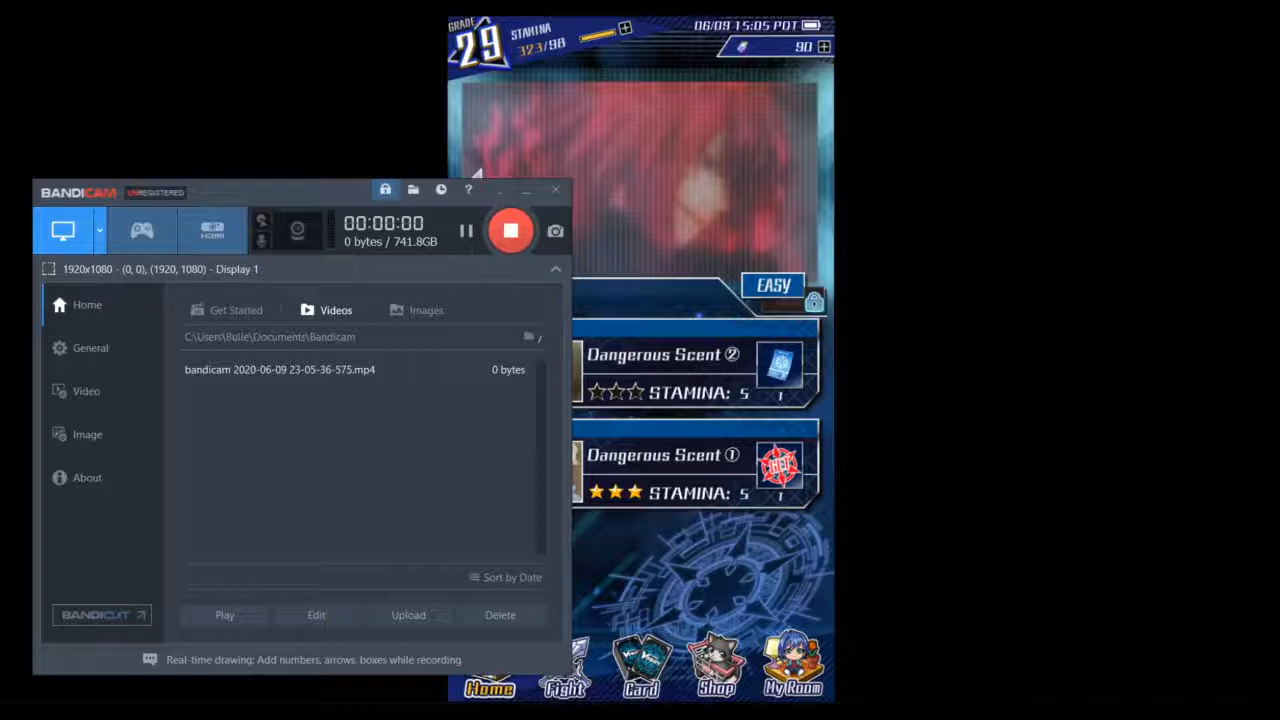 GRADE
29
STAMINA
323/98
06/09 15:05 PDT
90
BANDICAM UNREGISTERED
HDMI
00:00:00
0 bytes / 741.8GB
1920x1080 - (0, 0), (1920, 1080) - Display 1
Home
General
Video
Image
About
BANDICUT
Get Started
Videos
Images
C:\Users\Bulle\Documents\Bandicam
bandicam 2020-06-09 23-05-36-575.mp4
0 bytes
Sort by Date
Play
Edit
Upload
Delete
Real-time drawing: Add numbers, arrows, boxes while recording
EASY
Dangerous Scent ②
STAMINA: 5
1
Dangerous Scent ①
GET
STAMINA: 5
1
Home
Fight
Card
Shop
My Room